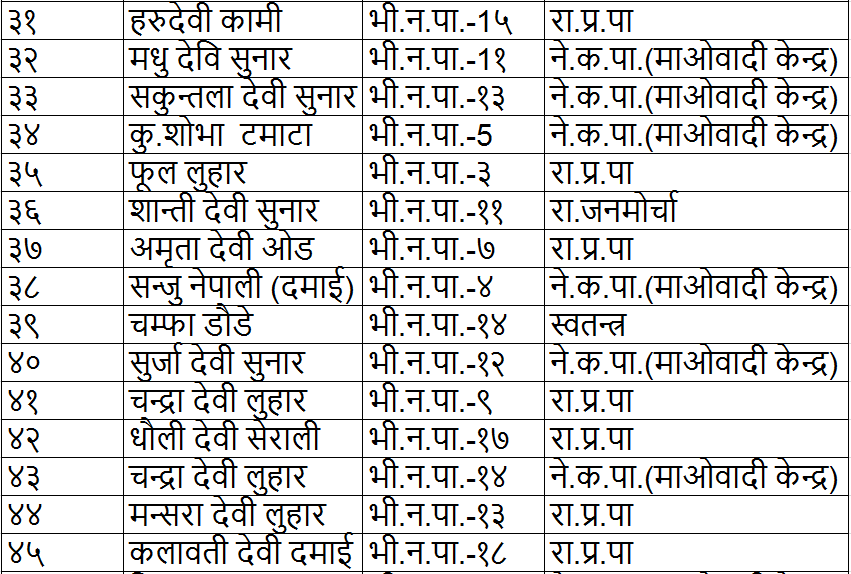 ३१ हरुदेवी कामी भी.न.पा.-1५ रा.प्र.पा
३२ मधु देवि सुनार भी.न.पा.-1१ ने.क.पा.(माओवादी केन्द्र)
३३ सकुन्तला देवी सुनार भी.न.पा.-१३ ने.क.पा.(माओवादी केन्द्र)
३४ कु.शोभा टमाटा भी.न.पा.-5 ने.क.पा.(माओवादी केन्द्र)
३५ फूल लुहार भी.न.पा.-३ रा.प्र.पा
३६ शान्ती देवी सुनार भी.न.पा.-११ रा.जनमोर्चा
३७ अमृता देवी ओड भी.न.पा.-७ रा.प्र.पा
३८ सन्जु नेपाली (दमाई) भी.न.पा.-४ ने.क.पा.(माओवादी केन्द्र)
३९ चम्फा डौडे भी.न.पा.-१४ स्वतन्त्र
४० सुर्जा देवी सुनार भी.न.पा.-१२ ने.क.पा.(माओवादी केन्द्र)
४१ चन्द्रा देवी लुहार भी.न.पा.-९ रा.प्र.पा
४२ धौली देवी सेराली भी.न.पा.-१७ रा.प्र.पा
४३ चन्द्रा देवी लुहार भी.न.पा.-१४ ने.क.पा.(माओवादी केन्द्र)
४४ मन्सरा देवी लुहार भी.न.पा.-१३ रा.प्र.पा
४५ कलावती देवी दमाई भी.न.पा.-१८ रा.प्र.पा